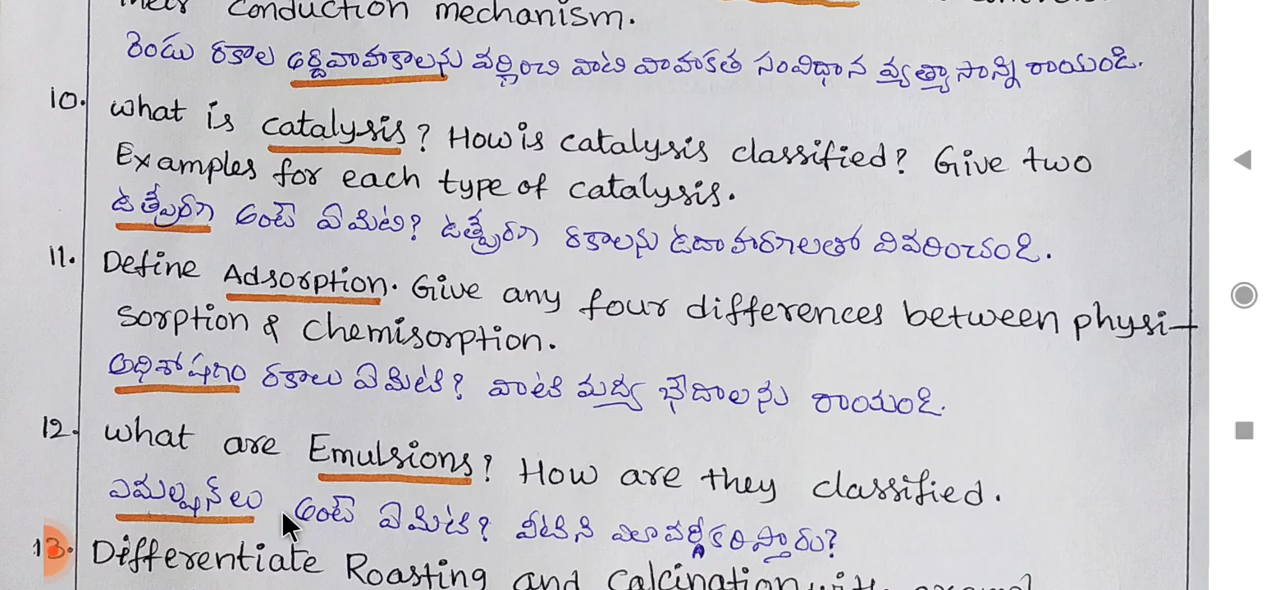 their conduction mechanism.
రెండు రకాల అర్ధవాహకాలను వర్ణించి వాటి వాహకత సంవిధాన వ్యత్యాసాన్ని రాయండి.
10. what is catalysis? How is catalysis classified? Give two
Examples for each type of catalysis.
ఉత్ప్రేరణ అంటే ఏమిటి? ఉత్ప్రేరణ రకాలను ఉదాహరణలతో వివరించండి.
11. Define Adsorption. Give any four differences between physi-
sorption & chemisorption.
అధిశోషణం రకాలు ఏమిటి? వాటికి మధ్య భేదాలను రాయండి.
12. what are Emulsions? How are they classified.
ఎమల్షన్‌లు అంటే ఏమిటి? వీటిని ఎలా వర్గీకరిస్తారు?
13. Differentiate Roasting and calcination with